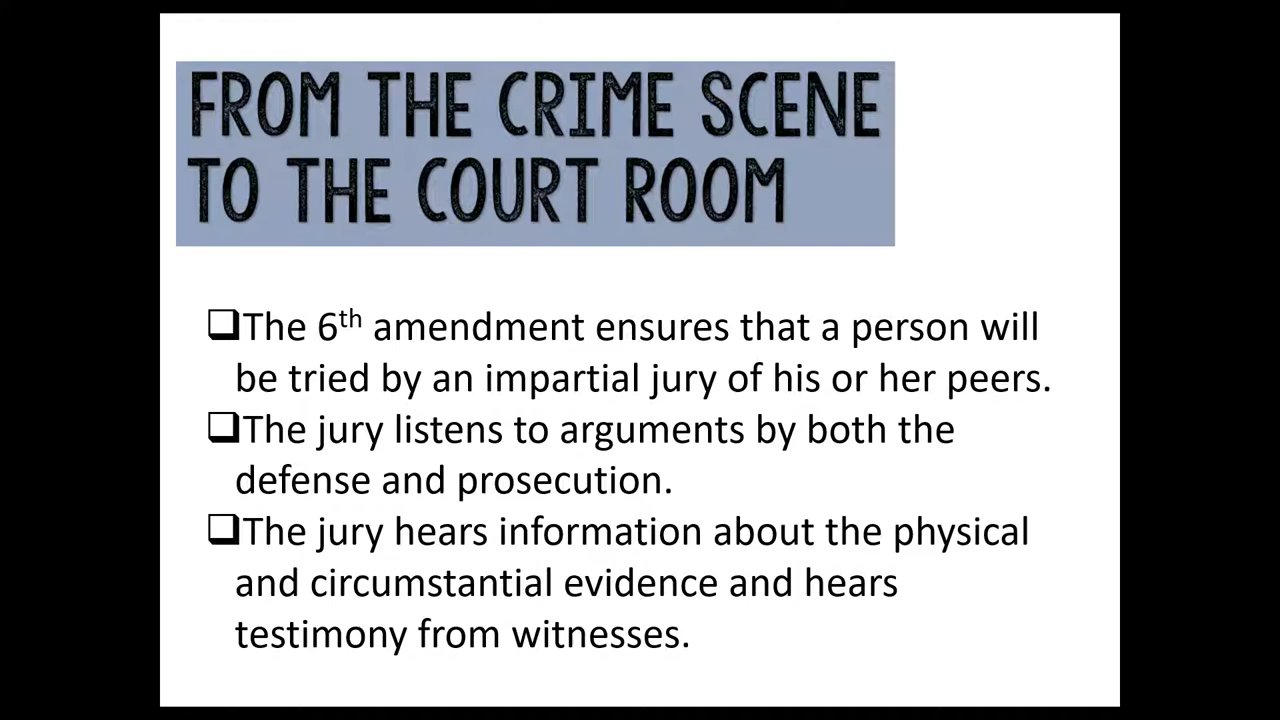 FROM THE CRIME SCENE
TO THE COURT ROOM
❑The 6th amendment ensures that a person will
be tried by an impartial jury of his or her peers.
❑The jury listens to arguments by both the
defense and prosecution.
❑The jury hears information about the physical
and circumstantial evidence and hears
testimony from witnesses.